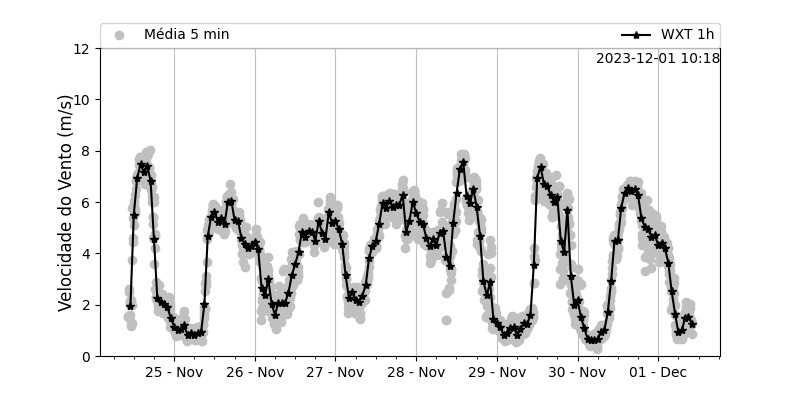 Média 5 min
WXT 1h
2023-12-01 10:18
Velocidade do Vento (m/s)
12
10
8
6
4
2
0
25 - Nov
26 - Nov
27 - Nov
28 - Nov
29 - Nov
30 - Nov
01 - Dec